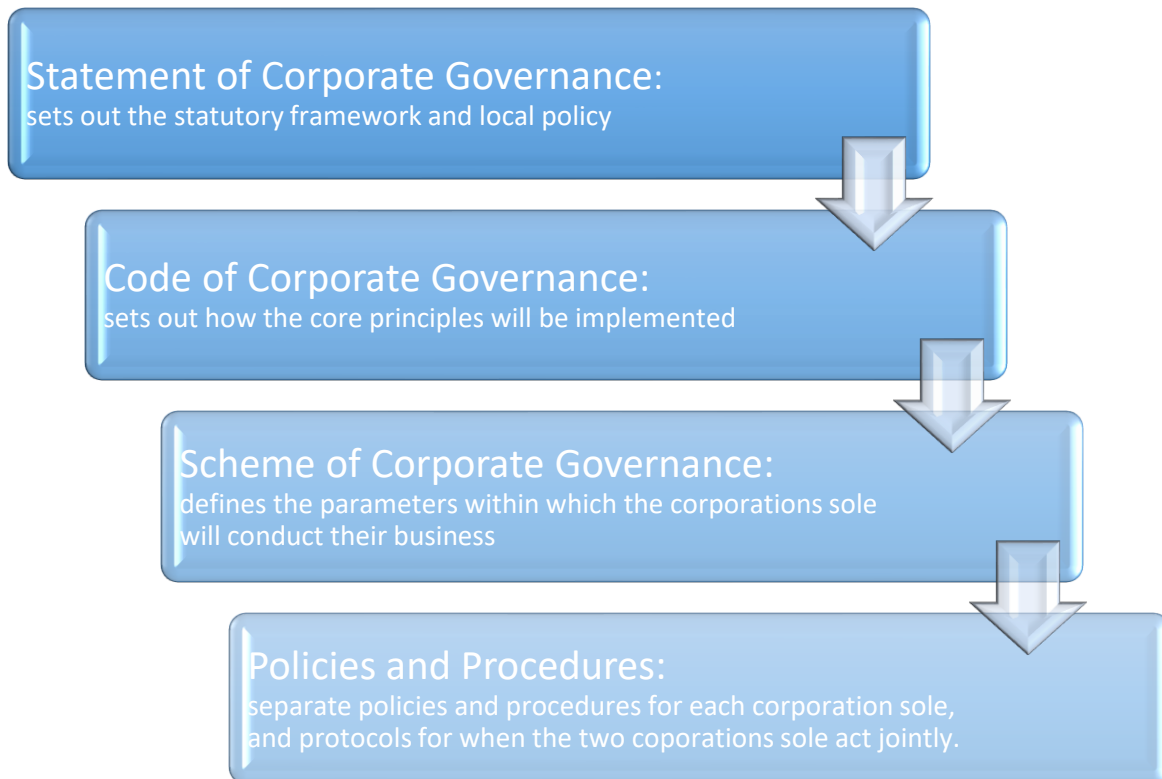 Statement of Corporate Governance:
sets out the statutory framework and local policy
Code of Corporate Governance:
sets out how the core principles will be implemented
Scheme of Corporate Governance:
defines the parameters within which the corporations sole
will conduct their business
Policies and Procedures:
separate policies and procedures for each corporation sole,
and protocols for when the two coporations sole act jointly.